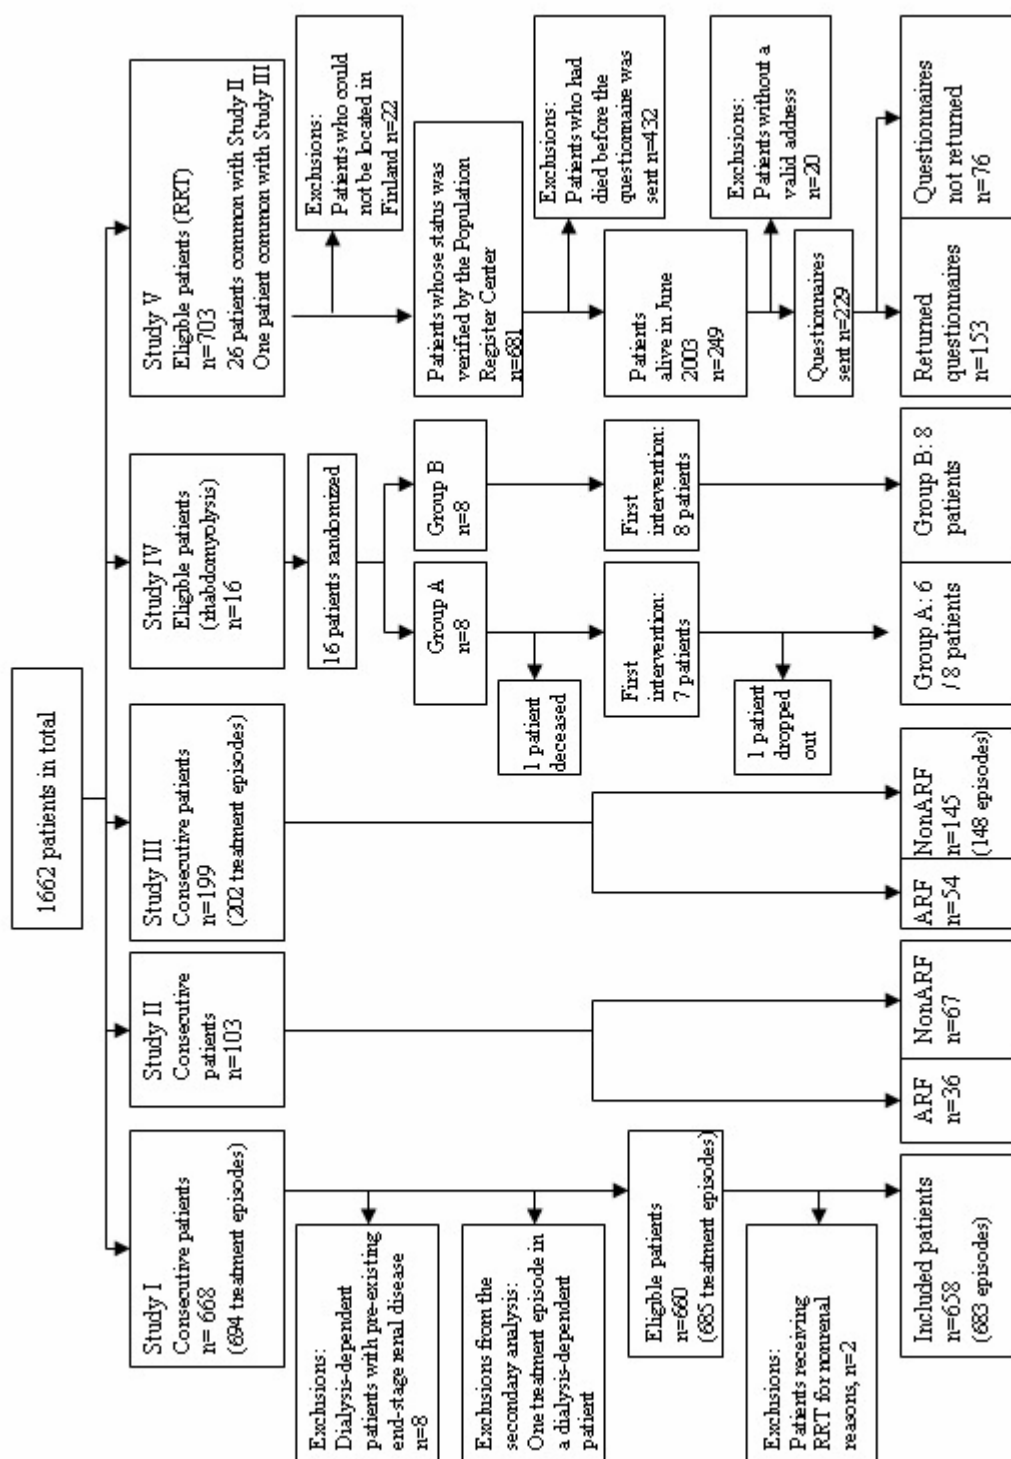 1662 patients in total
Study I
Consecutive patients
n= 668
(694 treatment episodes)
Exclusions:
Dialysis-dependent
patients with pre-existing
end-stage renal disease
n=8
Exclusions from the
secondary analysis:
One treatment episode in
a dialysis-dependent
patient
Eligible patients
n=660
(685 treatment episodes)
Exclusions:
Patients receiving
RRT for nonrenal
reasons, n=2
Included patients
n=658
(683 episodes)
Study II
Consecutive
patients
n=103
ARF
n=36
NonARF
n=67
Study III
Consecutive patients
n=199
(202 treatment episodes)
ARF
n=54
NonARF
n=145
(148 episodes)
Study IV
Eligible patients
(rhabdomyolysis)
n=16
16 patients randomized
Group A
n=8
Group B
n=8
1 patient
deceased
First
intervention:
7 patients
First
intervention:
8 patients
1 patient
dropped
out
Group A: 6
/ 8 patients
Group B: 8
patients
Study V
Eligible patients (RRT)
n=703
26 patients common with Study II
One patient common with Study III
Exclusions:
Patients who could
not be located in
Finland n=22
Patients whose status was
verified by the Population
Register Center
n=681
Exclusions:
Patients who had
died before the
questionnaire was
sent n=432
Patients
alive in June
2003
n=249
Exclusions:
Patients without a
valid address
n=20
Questionnaires
sent n=229
Returned
questionnaires
n=153
Questionnaires
not returned
n=76